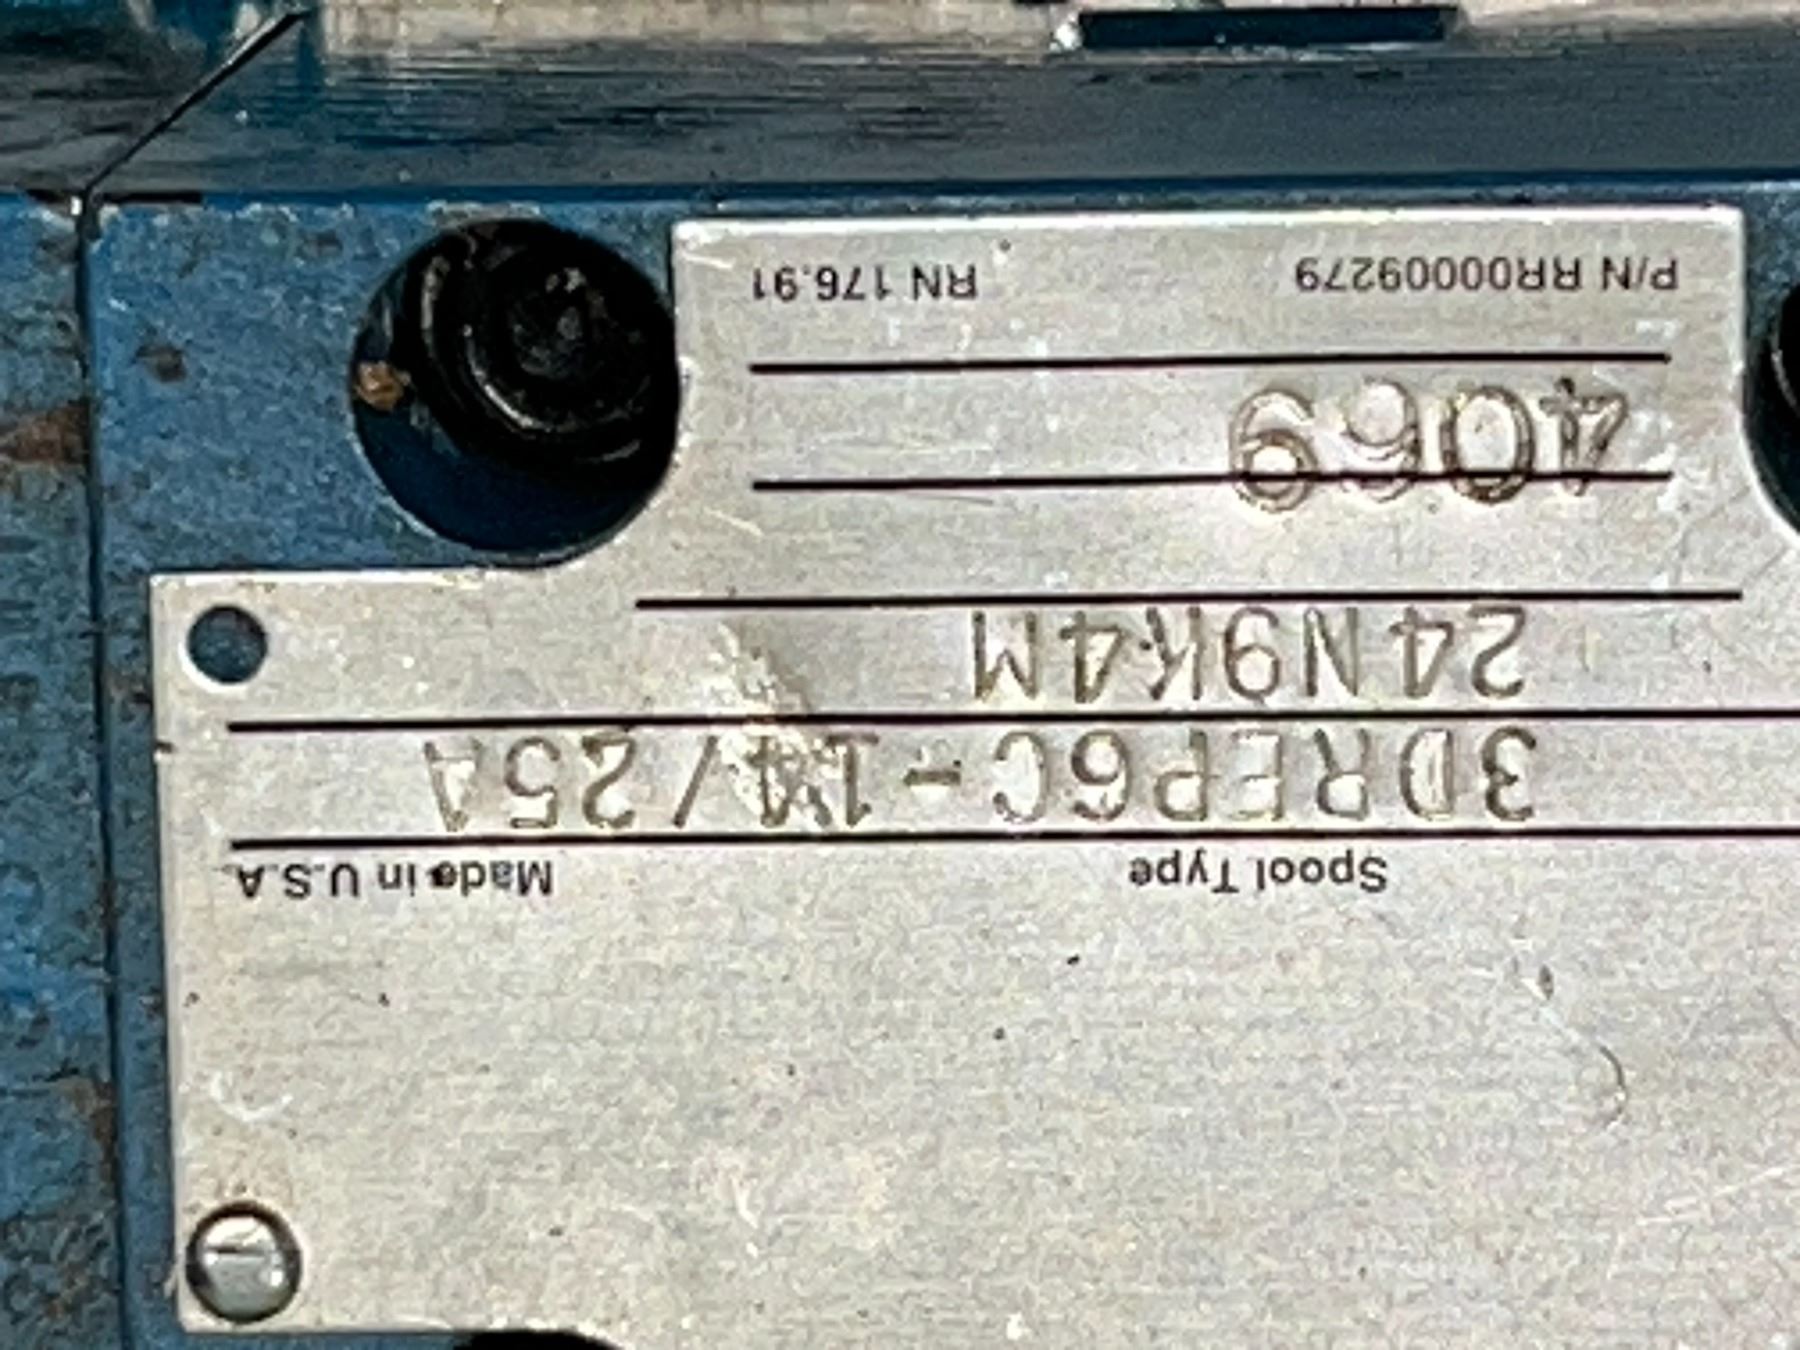 Spool Type Made in U.S.A.
3DREP6C-14/25A
24N9K4M
4069
P/N RR00009279 RN 176.91